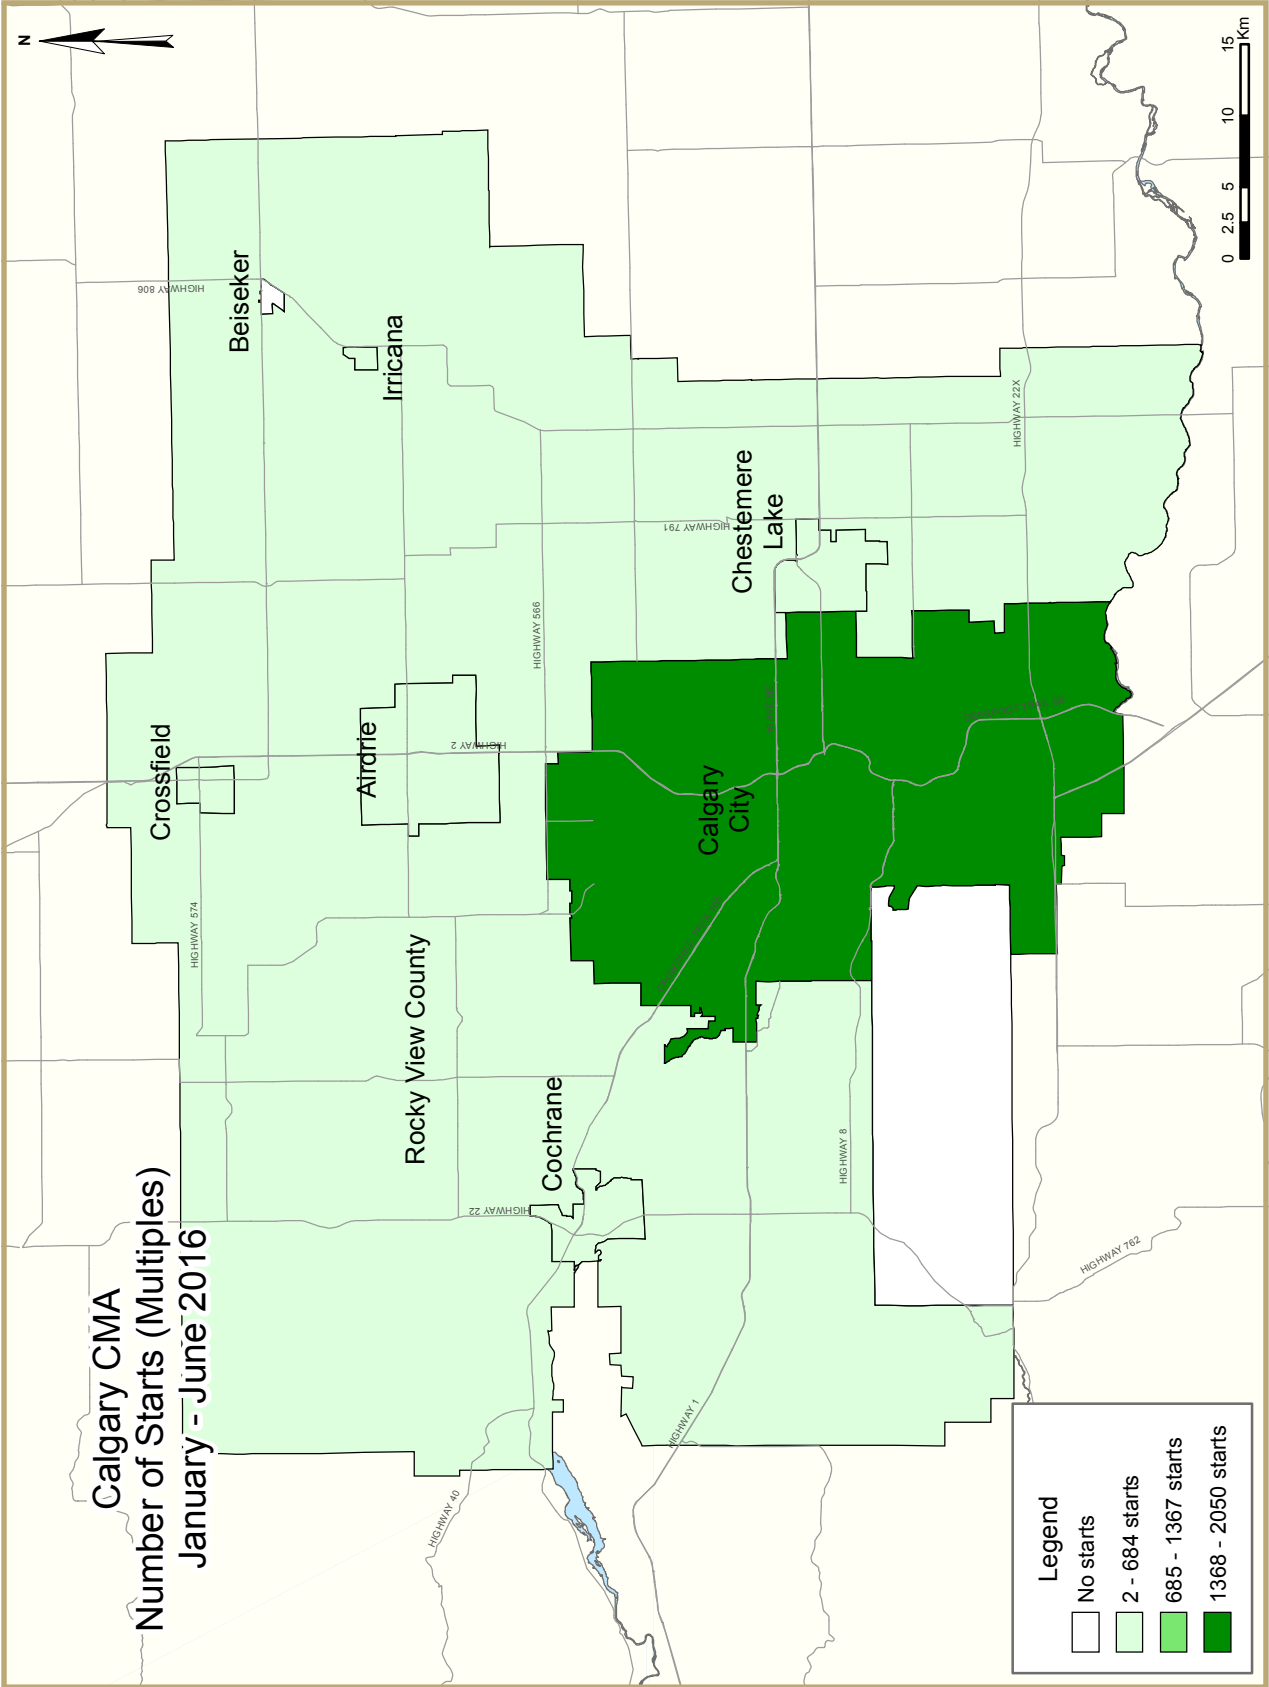 Calgary CMA
Number of Starts (Multiples)
January - June 2016
N
Crossfield
Beiseker
HIGHWAY 806
Irricana
HIGHWAY 574
Airdrie
HIGHWAY 2
HIGHWAY 566
Rocky View County
Cochrane
HIGHWAY 22
HIGHWAY 40
HIGHWAY 791
Chestemere
Lake
Calgary
City
HIGHWAY 1
HIGHWAY 8
HIGHWAY 22X
HIGHWAY 762
Legend
No starts
2 - 684 starts
685 - 1367 starts
1368 - 2050 starts
0 2.5 5 10 15
Km